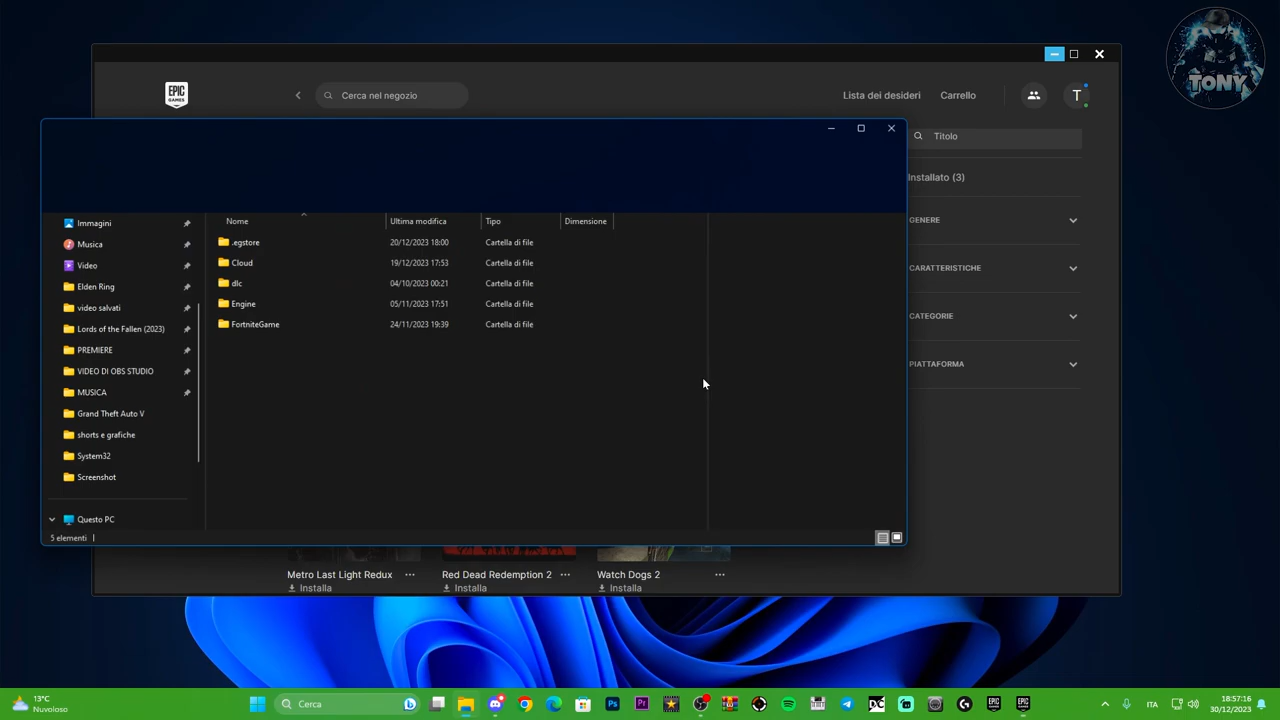 TONY
EPIC
GAMES
Cerca nel negozio
Lista dei desideri
Carrello
T
Titolo
Installato (3)
GENERE
CARATTERISTICHE
CATEGORIE
PIATTAFORMA
Nome
Ultima modifica
Tipo
Dimensione
.egstore
20/12/2023 18:00
Cartella di file
Cloud
19/12/2023 17:53
Cartella di file
dlc
04/10/2023 00:21
Cartella di file
Engine
05/11/2023 17:51
Cartella di file
FortniteGame
24/11/2023 19:39
Cartella di file
Immagini
Musica
Video
Elden Ring
video salvati
Lords of the Fallen (2023)
PREMIERE
VIDEO DI OBS STUDIO
MUSICA
Grand Theft Auto V
shorts e grafiche
System32
Screenshot
Questo PC
5 elementi
Metro Last Light Redux
Installa
Red Dead Redemption 2
Installa
Watch Dogs 2
Installa
13°C
Nuvoloso
Cerca
Ps
Pr
DC
EPIC
EPIC
ITA
18:57:16
30/12/2023